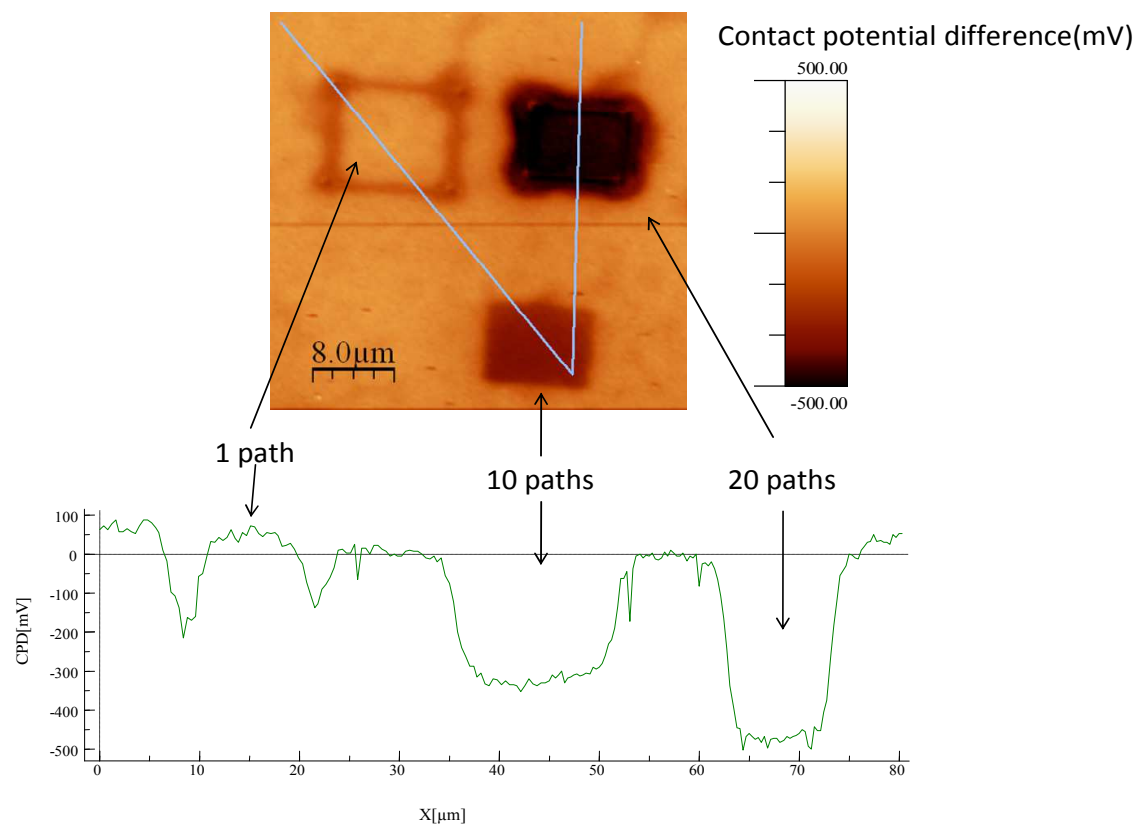 Contact potential difference(mV)
500.00
-500.00
8.0µm
1 path
10 paths
20 paths
100
0
-100
-200
-300
-400
-500
CPD[mV]
0 10 20 30 40 50 60 70 80
X[µm]